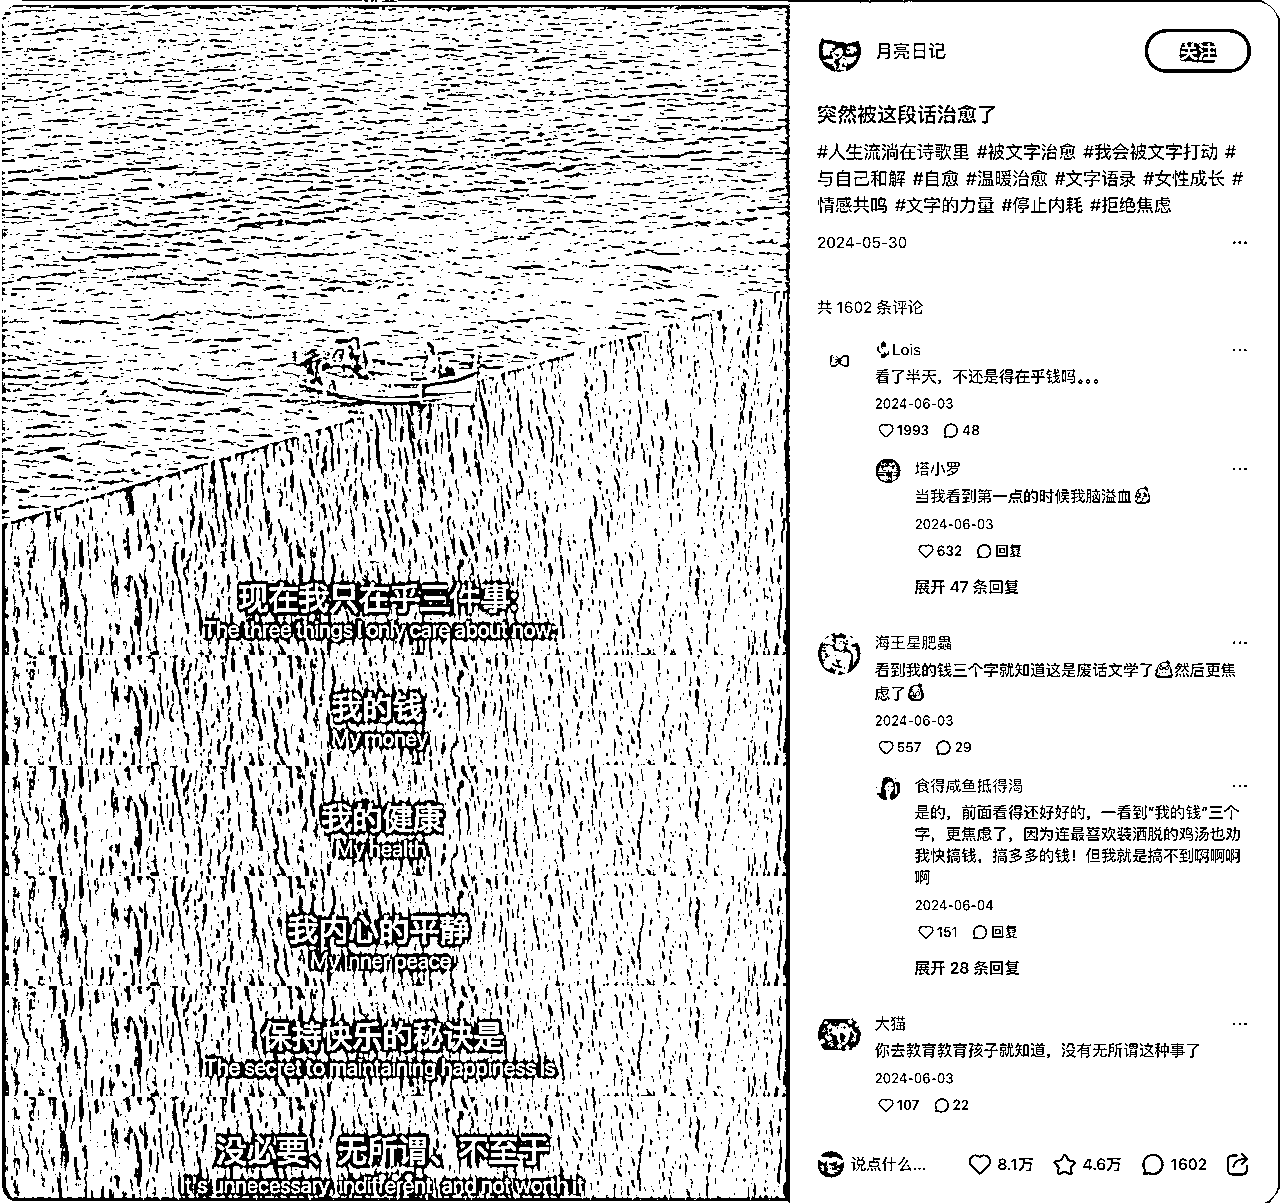 现在我只在乎三件事:
The three things I only care about now:
我的钱
My money
我的健康
My health
我内心的平静
My inner peace
保持快乐的秘诀是
The secret to maintaining happiness is
没必要、无所谓、不至于
It's unnecessary, indifferent, and not worth it
月亮日记
关注
突然被这段话治愈了
#人生流淌在诗歌里 #被文字治愈 #我会被文字打动 #
与自己和解 #自愈 #温暖治愈 #文字语录 #女性成长 #
情感共鸣 #文字的力量 #停止内耗 #拒绝焦虑
2024-05-30
共 1602 条评论
Lois
看了半天，不还是得在乎钱吗。。。
2024-06-03
1993 48
塔小罗
当我看到第一点的时候我脑溢血
2024-06-03
632 回复
展开 47 条回复
海王星肥蟲
看到我的钱三个字就知道这是废话文学了然后更焦
虑了
2024-06-03
557 29
食得咸鱼抵得渴
是的，前面看得还好好的，一看到“我的钱”三个
字，更焦虑了，因为连最喜欢装洒脱的鸡汤也劝
我快搞钱，搞多多的钱！但我就是搞不到啊啊啊
啊
2024-06-04
151 回复
展开 28 条回复
大猫
你去教育教育孩子就知道，没有无所谓这种事了
2024-06-03
107 22
说点什么... 8.1万 4.6万 1602